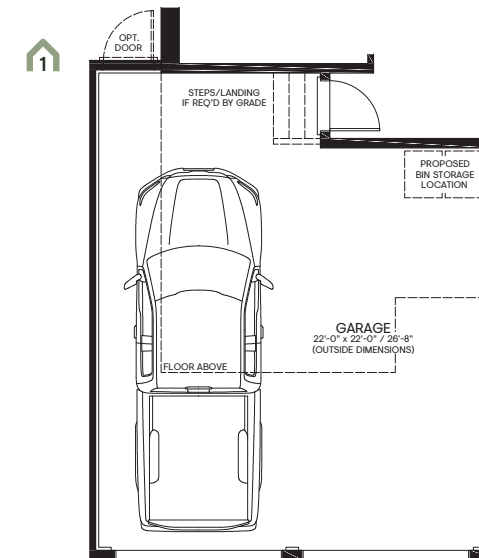 OPT.
DOOR
1
STEPS/LANDING
IF REQ'D BY GRADE
PROPOSED
BIN STORAGE
LOCATION
GARAGE
22'-0" x 22'-0" / 26'-8"
(OUTSIDE DIMENSIONS)
FLOOR ABOVE